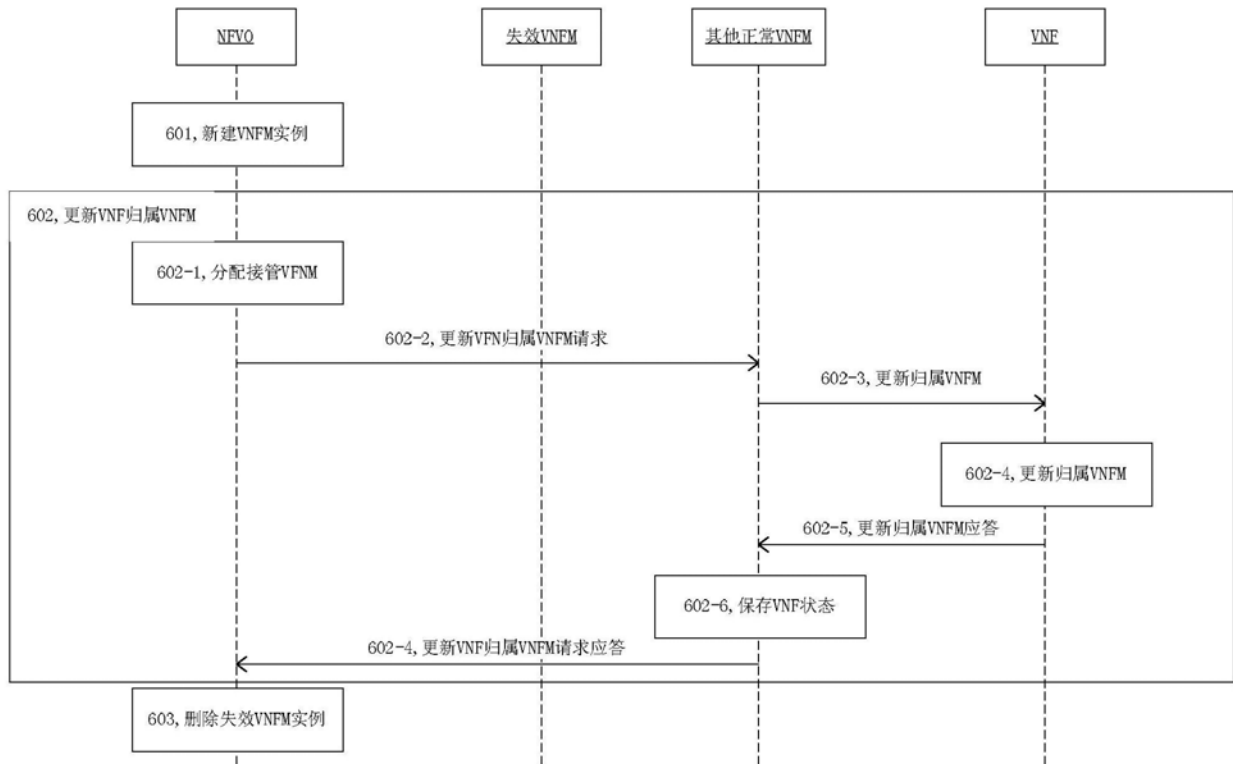 NFVO
失效VNFM
其他正常VNFM
VNF
601,新建VNFM实例
602,更新VNF归属VNFM
602-1,分配接管VFNM
602-2,更新VFN归属VNFM请求
602-3,更新归属VNFM
602-4,更新归属VNFM
602-5,更新归属VNFM应答
602-6,保存VNF状态
602-4,更新VNF归属VNFM请求应答
603,删除失效VNFM实例